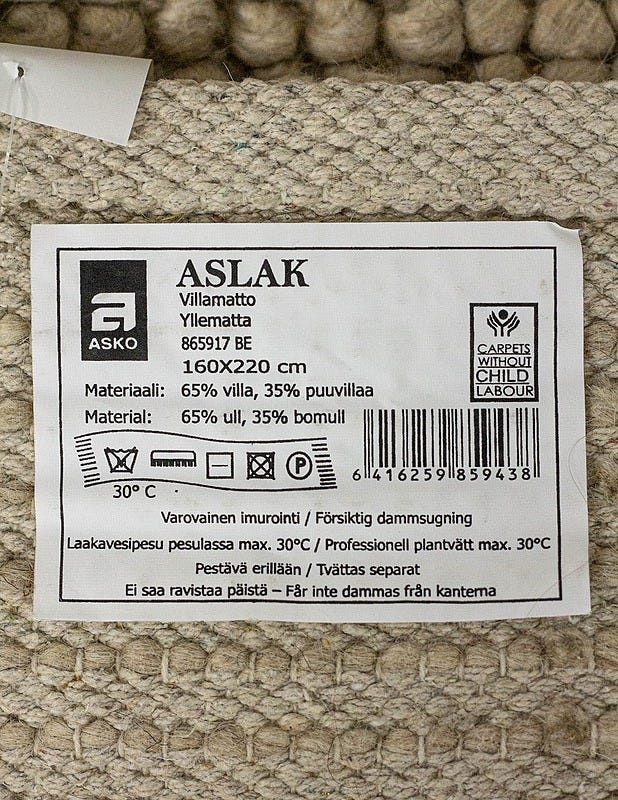 ASKO
ASLAK
Villamatto
Yllematta
865917 BE
160X220 cm
CARPETS
WITHOUT
CHILD
LABOUR
Materiaali: 65% villa, 35% puuvillaa
Material: 65% ull, 35% bomull
P
30° C
6 416259 859438
Varovainen imurointi / Försiktig dammsugning
Laakavesipesu pesulassa max. 30°C / Professionell plantvätt max. 30°C
Pestävä erillään / Tvättas separat
Ei saa ravistaa päistä – Får inte dammas från kanterna